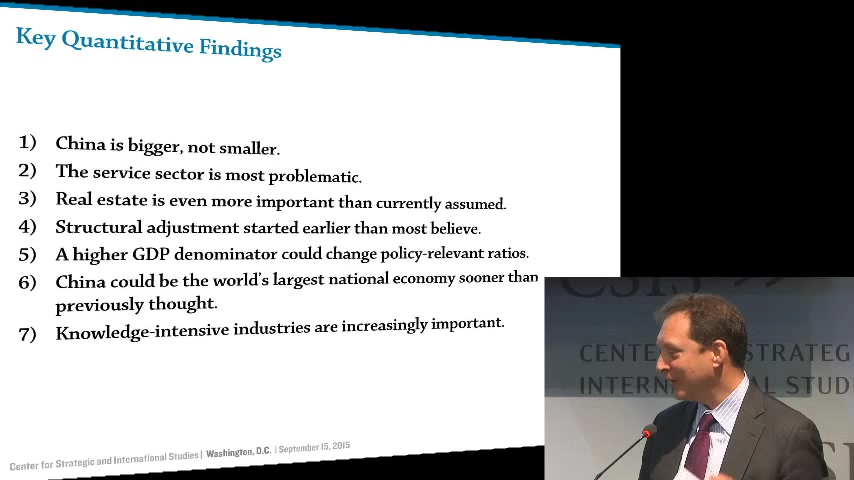 Key Quantitative Findings
1) China is bigger, not smaller.
2) The service sector is most problematic.
3) Real estate is even more important than currently assumed.
4) Structural adjustment started earlier than most believe.
5) A higher GDP denominator could change policy-relevant ratios.
6) China could be the world's largest national economy sooner than
previously thought.
7) Knowledge-intensive industries are increasingly important.
Center for Strategic and International Studies | Washington, D.C. | September 15, 2015
CSIS
CENTE STRATEG
INTERN AL STUD